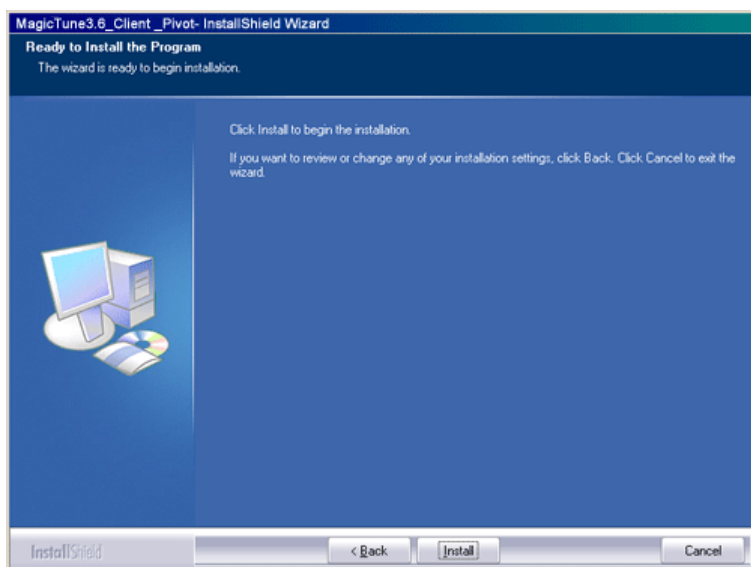 MagicTune3.6_Client _Pivot- InstallShield Wizard
Ready to Install the Program
The wizard is ready to begin installation.
Click Install to begin the installation.
If you want to review or change any of your installation settings, click Back. Click Cancel to exit the
wizard.
InstallShield
< Back
Install
Cancel